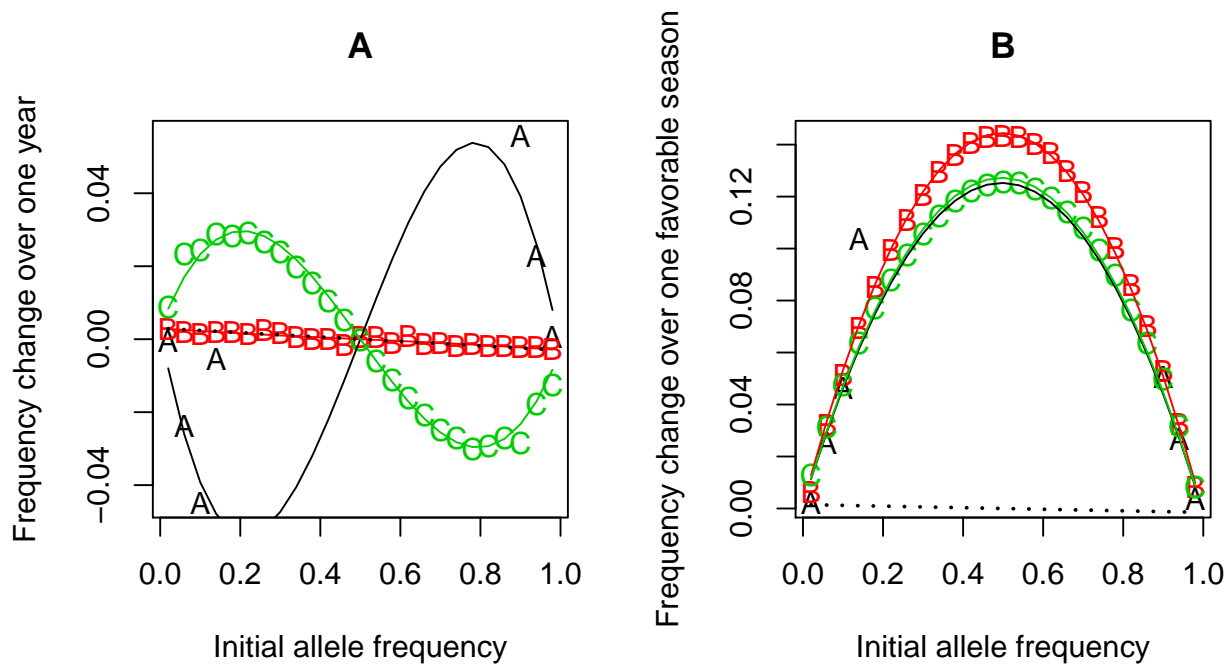 A
B
Frequency change over one year
Frequency change over one favorable season
0.04
0.00
−0.04
0.12
0.08
0.04
0.00
0.0 0.2 0.4 0.6 0.8 1.0
0.0 0.2 0.4 0.6 0.8 1.0
Initial allele frequency
Initial allele frequency